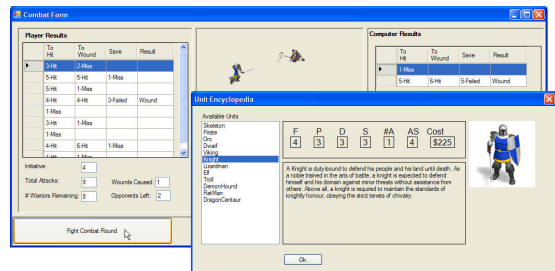 Combat Form
Player Results
To Hit To Wound Save Result
3-Hit 2-Miss
5-Hit 5-Hit 1-Miss
5-Hit 1-Miss
4-Hit 4-Hit 3-Failed Wound
1-Miss
3-Hit 1-Miss
1-Miss
4-Hit 6-Hit 1-Miss
Initiative: 4
Total Attacks: 9 Wounds Caused: 1
# Warriors Remaining: 8 Opponents Left: 2
Fight Combat Round
Computer Results
To Hit To Wound Save Result
1-Miss
5-Hit 6-Hit 5-Failed Wound
Unit Encyclopedia
Available Units
Skeleton
Pirate
Orc
Dwarf
Viking
Knight
Lizardman
Elf
Troll
DemonHound
RatMan
DragonCentaur
F P D S #A AS Cost
4 3 3 3 1 4 $225
A Knight is duty-bound to defend his people and his land until death. As
a noble trained in the arts of battle, a knight is expected to defend
himself and his domain against minor threats without assistance from
others. Above all, a knight is required to maintain the standards of
knightly honour, obeying the strict tenets of chivalry.
Ok